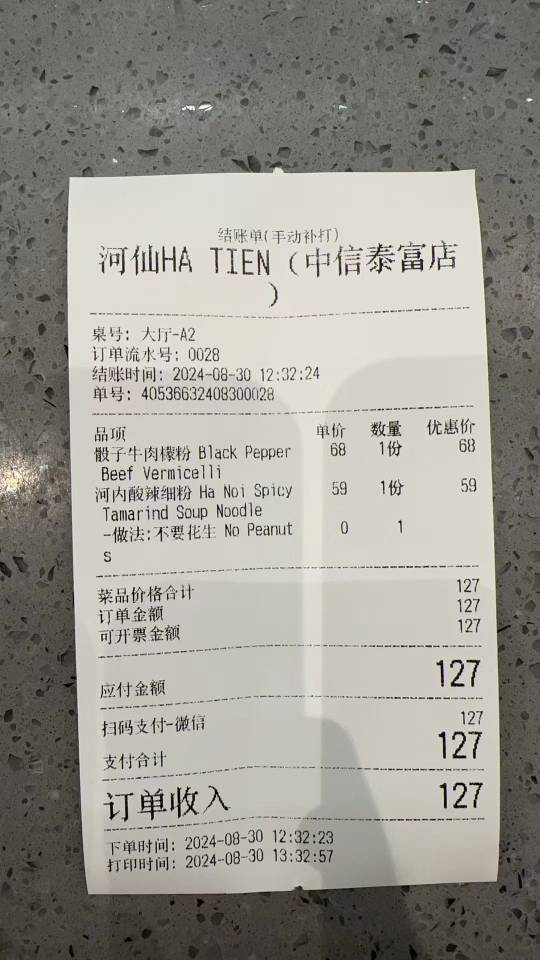 结账单(手动补打)
河仙HA TIEN (中信泰富店
)
桌号: 大厅-A2
订单流水号: 0028
结账时间: 2024-08-30 12:32:24
单号: 40536632408300028
品项 单价 数量 优惠价
骰子牛肉檬粉 Black Pepper 68 1份 68
Beef Vermicelli
河内酸辣细粉 Ha Noi Spicy 59 1份 59
Tamarind Soup Noodle
-做法:不要花生 No Peanut 0 1
s
菜品价格合计 127
订单金额 127
可开票金额 127
应付金额 127
扫码支付-微信 127
支付合计 127
订单收入 127
下单时间: 2024-08-30 12:32:23
打印时间: 2024-08-30 13:32:57